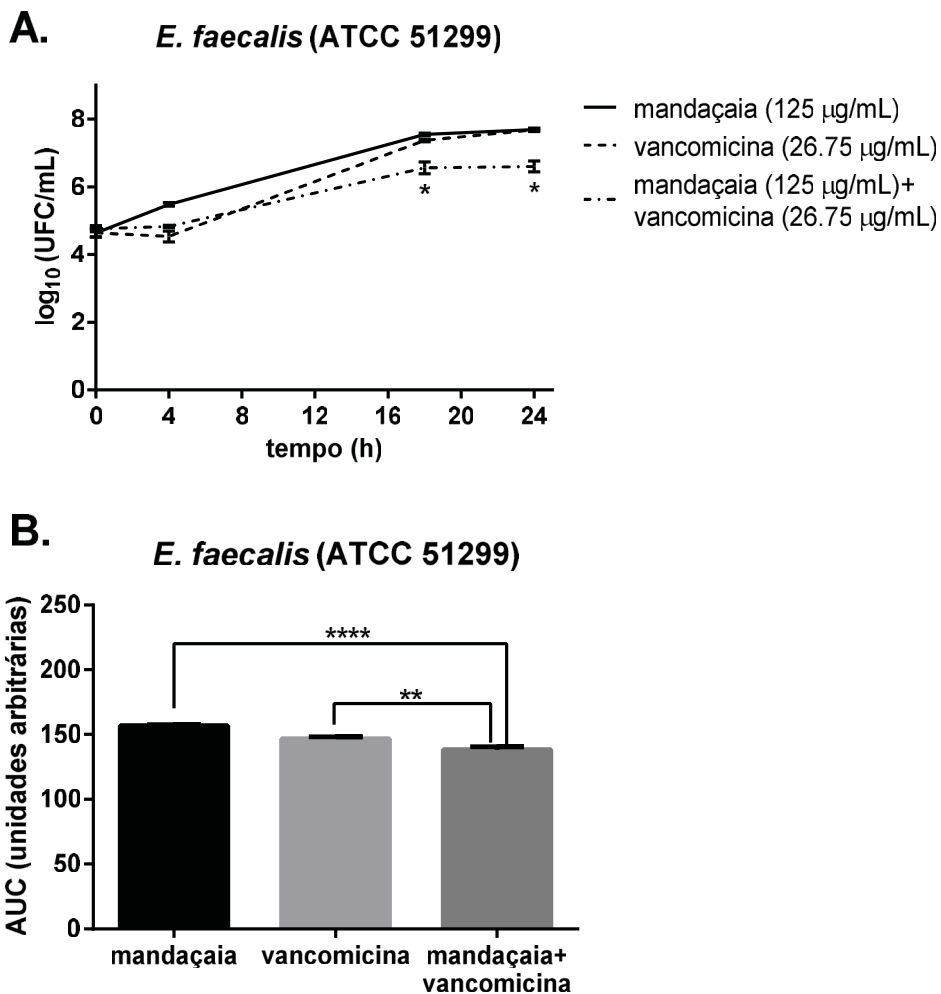 A.
E. faecalis (ATCC 51299)
log10 (UFC/mL)
8
6
4
2
0
0 4 8 12 16 20 24
tempo (h)
* *
mandaçaia (125 µg/mL)
vancomicina (26.75 µg/mL)
mandaçaia (125 µg/mL)+
vancomicina (26.75 µg/mL)
B.
E. faecalis (ATCC 51299)
AUC (unidades arbitrárias)
250
200
150
100
50
0
****
**
mandaçaia vancomicina mandaçaia+
vancomicina